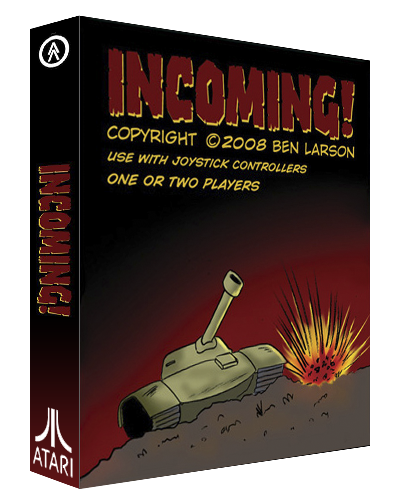 INCOMING!
COPYRIGHT ©2008 BEN LARSON
USE WITH JOYSTICK CONTROLLERS
ONE OR TWO PLAYERS
INCOMING!
ATARI